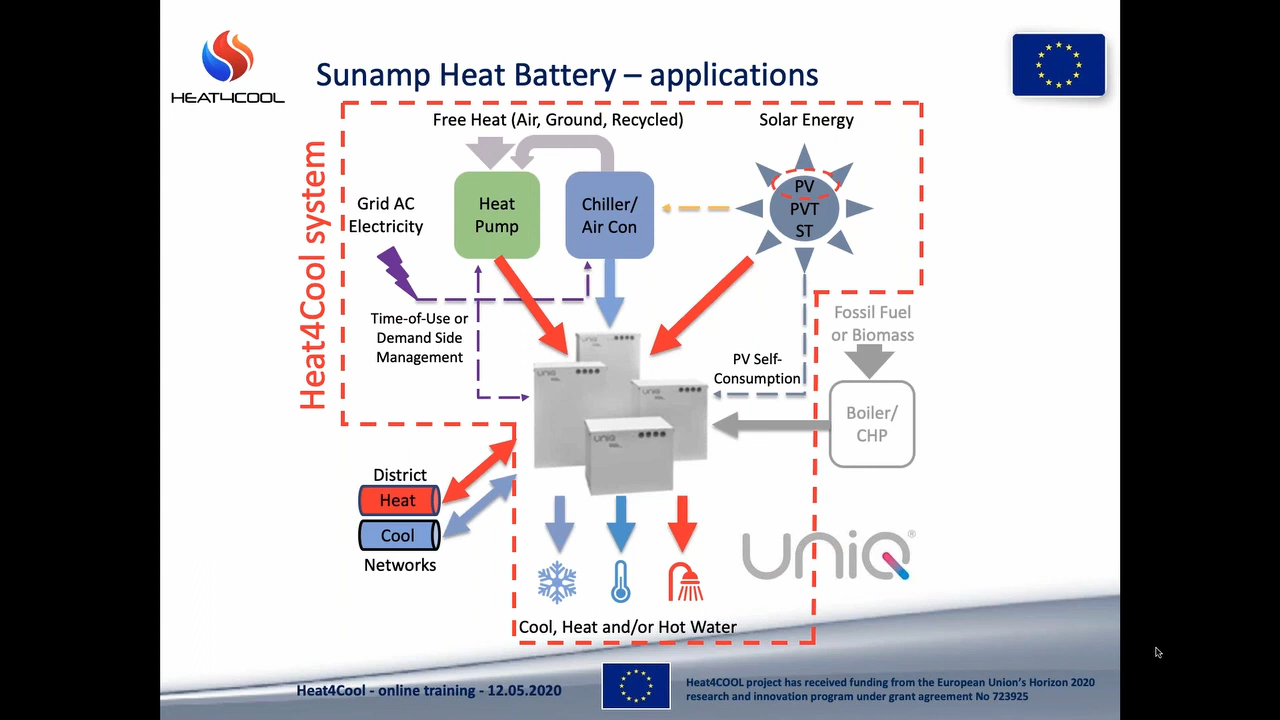 HEAT4COOL
Sunamp Heat Battery – applications
Heat4Cool system
Free Heat (Air, Ground, Recycled)
Solar Energy
Grid AC
Electricity
Heat
Pump
Chiller/
Air Con
PV
PVT
ST
Time-of-Use or
Demand Side
Management
PV Self-
Consumption
Fossil Fuel
or Biomass
Boiler/
CHP
UNIQ
UNIQ
UNIQ
UNIQ
District
Heat
Cool
Networks
UNIQ®
Cool, Heat and/or Hot Water
Heat4Cool - online training - 12.05.2020
Heat4COOL project has received funding from the European Union's Horizon 2020
research and innovation program under grant agreement No 723925